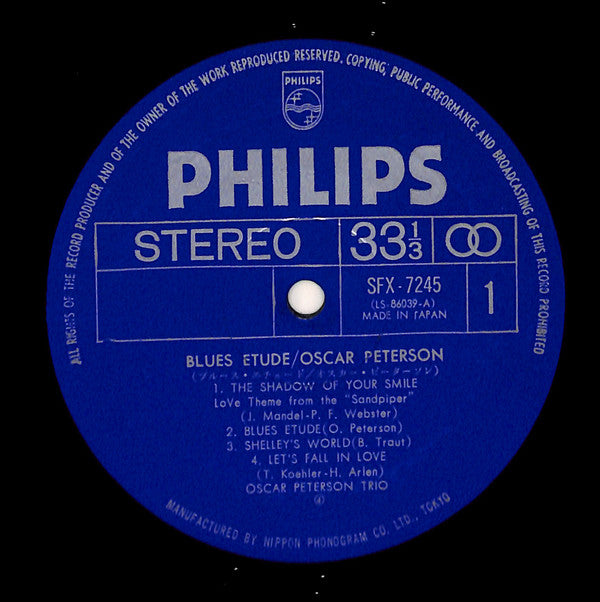 ALL RIGHTS OF THE RECORD PRODUCER AND OF THE OWNER OF THE WORK REPRODUCED RESERVED. COPYING, PUBLIC PERFORMANCE AND BROADCASTING OF THIS RECORD PROHIBITED
PHILIPS
PHILIPS
STEREO 33 1/3
SFX-7245
(LS-86039-A)
MADE IN JAPAN
1
BLUES ETUDE/OSCAR PETERSON
(ブルース・エチュード/オスカー・ピーターソン)
1. THE SHADOW OF YOUR SMILE
LoVe Theme from the "Sandpiper"
(J. Mandel-P. F. Webster)
2. BLUES ETUDE(O. Peterson)
3. SHELLEY'S WORLD(B. Traut)
4. LET'S FALL IN LOVE
(T. Koehler-H. Arlen)
OSCAR PETERSON TRIO
MANUFACTURED BY NIPPON PHONOGRAM CO. LTD., TOKYO